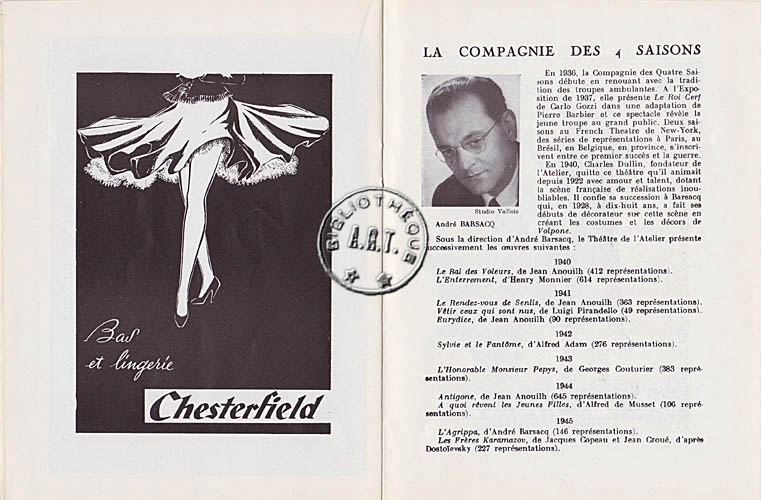 Bas
et lingerie
Chesterfield
BIBLIOTHÈQUE
A.R.T.
LA COMPAGNIE DES 4 SAISONS
En 1936, la Compagnie des Quatre Sai-
sons débute en renouant avec la tradi-
tion des troupes ambulantes. A l'Expo-
sition de 1937, elle présente Le Roi Cerf
de Carlo Gozzi dans une adaptation de
Pierre Barbier et ce spectacle révèle la
jeune troupe au grand public. Deux sai-
sons au French Theatre de New-York,
des séries de représentations à Paris, au
Brésil, en Belgique, en province, s'inscri-
vent entre ce premier succès et la guerre.
En 1940, Charles Dullin, fondateur de
l'Atelier, quitte ce théâtre qu'il animait
depuis 1922 avec amour et talent, dotant
la scène française de réalisations inou-
bliables. Il confie sa succession à Barsacq
qui, en 1928, à dix-huit ans, a fait ses
débuts de décorateur sur cette scène en
créant les costumes et les décors de
Volpone.
Studio Vallois
André BARSACQ
Sous la direction d'André Barsacq, le Théâtre de l'Atelier présente
successivement les œuvres suivantes :
1940
Le Bal des Voleurs, de Jean Anouilh (412 représentations).
L'Enterrement, d'Henry Monnier (614 représentations).
1941
Le Rendez-vous de Senlis, de Jean Anouilh (363 représentations).
Vêtir ceux qui sont nus, de Luigi Pirandello (49 représentations).
Eurydice, de Jean Anouilh (90 représentations).
1942
Sylvie et le Fantôme, d'Alfred Adam (276 représentations).
1943
L'Honorable Monsieur Pepys, de Georges Couturier (383 repré-
sentations).
1944
Antigone, de Jean Anouilh (645 représentations).
A quoi rêvent les Jeunes Filles, d'Alfred de Musset (106 repré-
sentations).
1945
L'Agrippa, d'André Barsacq (146 représentations).
Les Frères Karamazov, de Jacques Copeau et Jean Croué, d'après
Dostoïevsky (227 représentations).